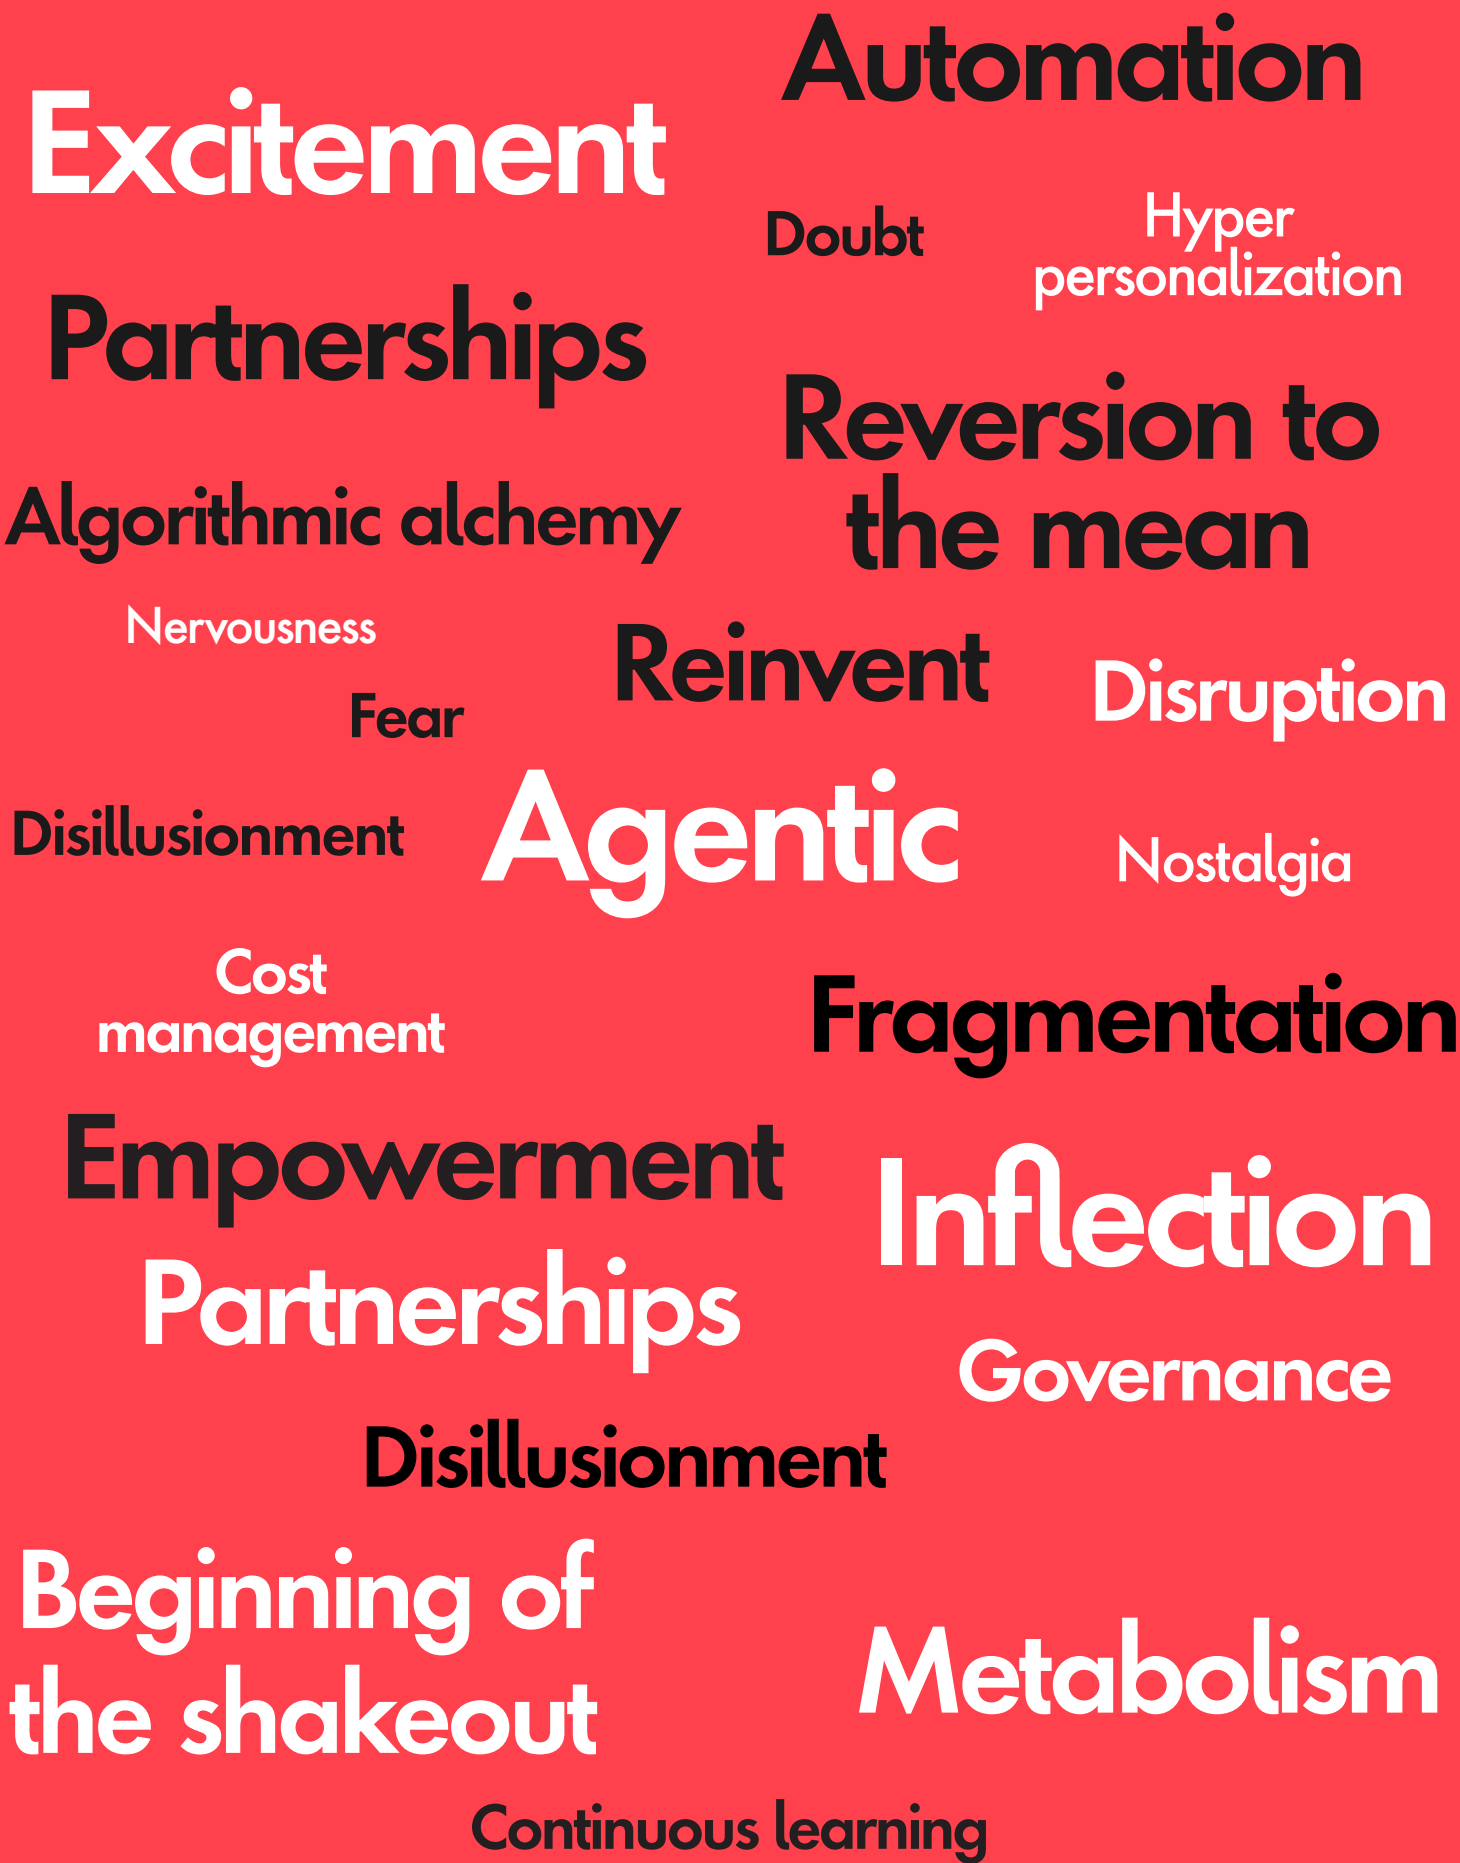 Automation
Excitement
Doubt
Hyper
personalization
Partnerships
Reversion to
the mean
Algorithmic alchemy
Nervousness
Reinvent
Disruption
Fear
Disillusionment
Agentic
Nostalgia
Cost
management
Fragmentation
Empowerment
Inflection
Partnerships
Governance
Disillusionment
Beginning of
the shakeout
Metabolism
Continuous learning